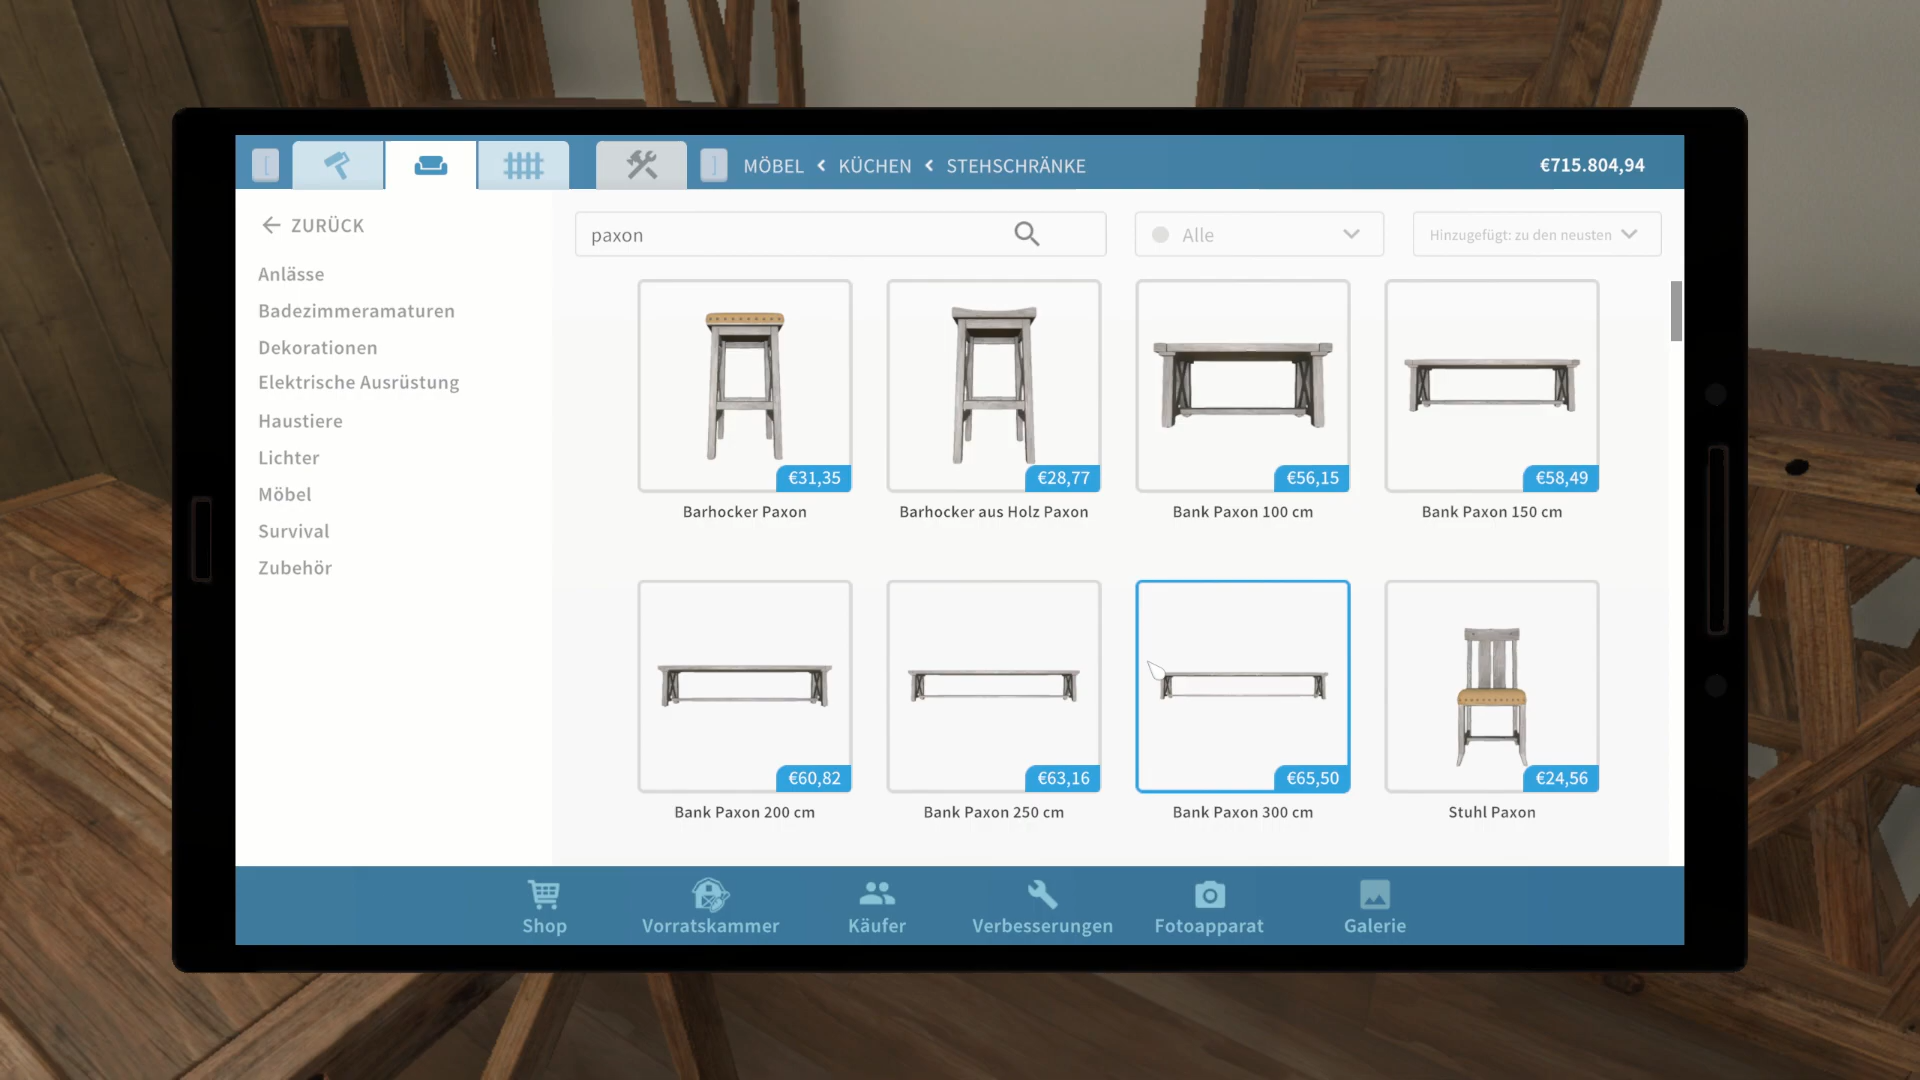 [
]
MÖBEL < KÜCHEN < STEHSCHRÄNKE
€715.804,94
← ZURÜCK
Anlässe
Badezimmeramaturen
Dekorationen
Elektrische Ausrüstung
Haustiere
Lichter
Möbel
Survival
Zubehör
paxon
Alle
Hinzugefügt: zu den neusten
€31,35
Barhocker Paxon
€28,77
Barhocker aus Holz Paxon
€56,15
Bank Paxon 100 cm
€58,49
Bank Paxon 150 cm
€60,82
Bank Paxon 200 cm
€63,16
Bank Paxon 250 cm
€65,50
Bank Paxon 300 cm
€24,56
Stuhl Paxon
Shop
Vorratskammer
Käufer
Verbesserungen
Fotoapparat
Galerie